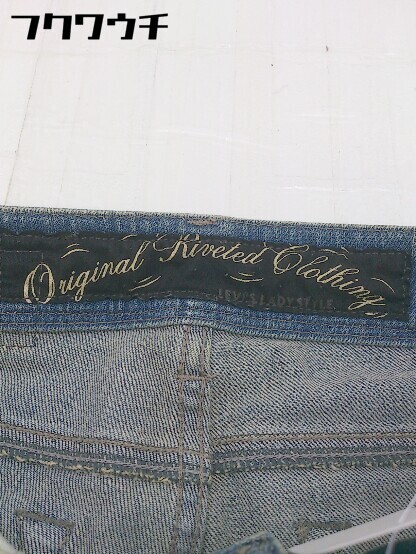 フクワウチ
Original Riveted Clothing
LEVI'S LADY STYLE